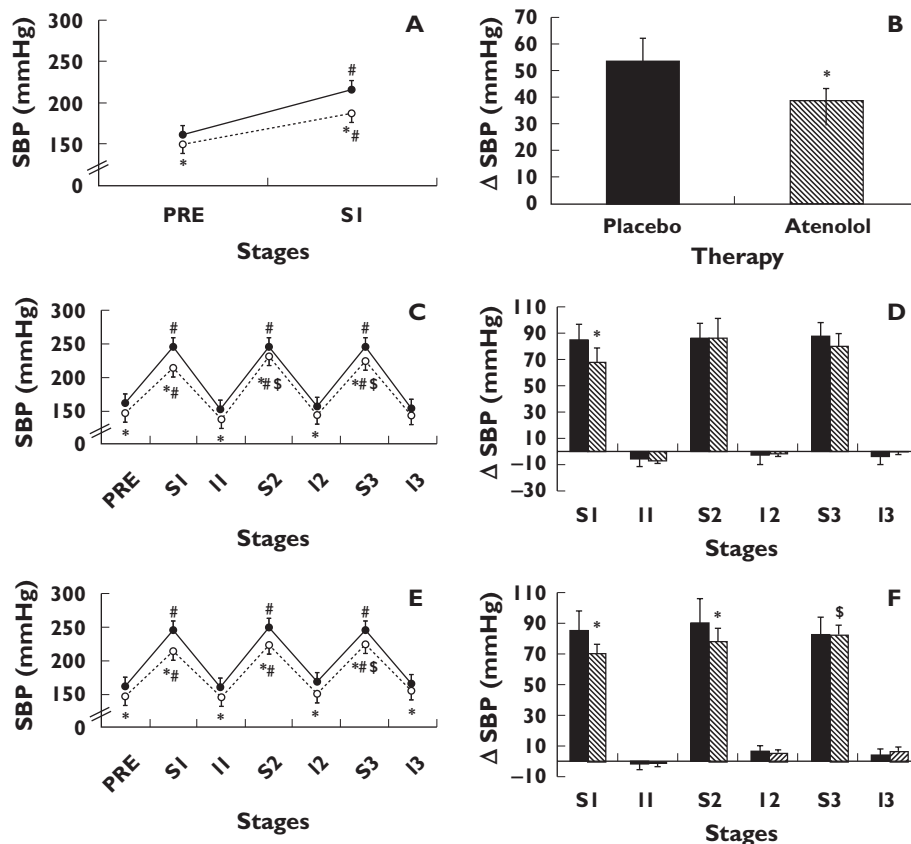 A
SBP (mmHg)
300
250
200
150
0
#
*#
*
PRE S1
Stages
B
Δ SBP (mmHg)
70
60
50
40
30
20
10
0
*
Placebo Atenolol
Therapy
C
SBP (mmHg)
300
250
200
150
0
# # #
*# *# $ *# $
* * *
PRE S1 I1 S2 I2 S3 I3
Stages
D
Δ SBP (mmHg)
110
90
70
50
30
10
−10
−30
*
S1 I1 S2 I2 S3 I3
Stages
E
SBP (mmHg)
300
250
200
150
0
# # #
*# *# *# $
* * * *
PRE S1 I1 S2 I2 S3 I3
Stages
F
Δ SBP (mmHg)
110
90
70
50
30
10
−10
* * $
S1 I1 S2 I2 S3 I3
Stages